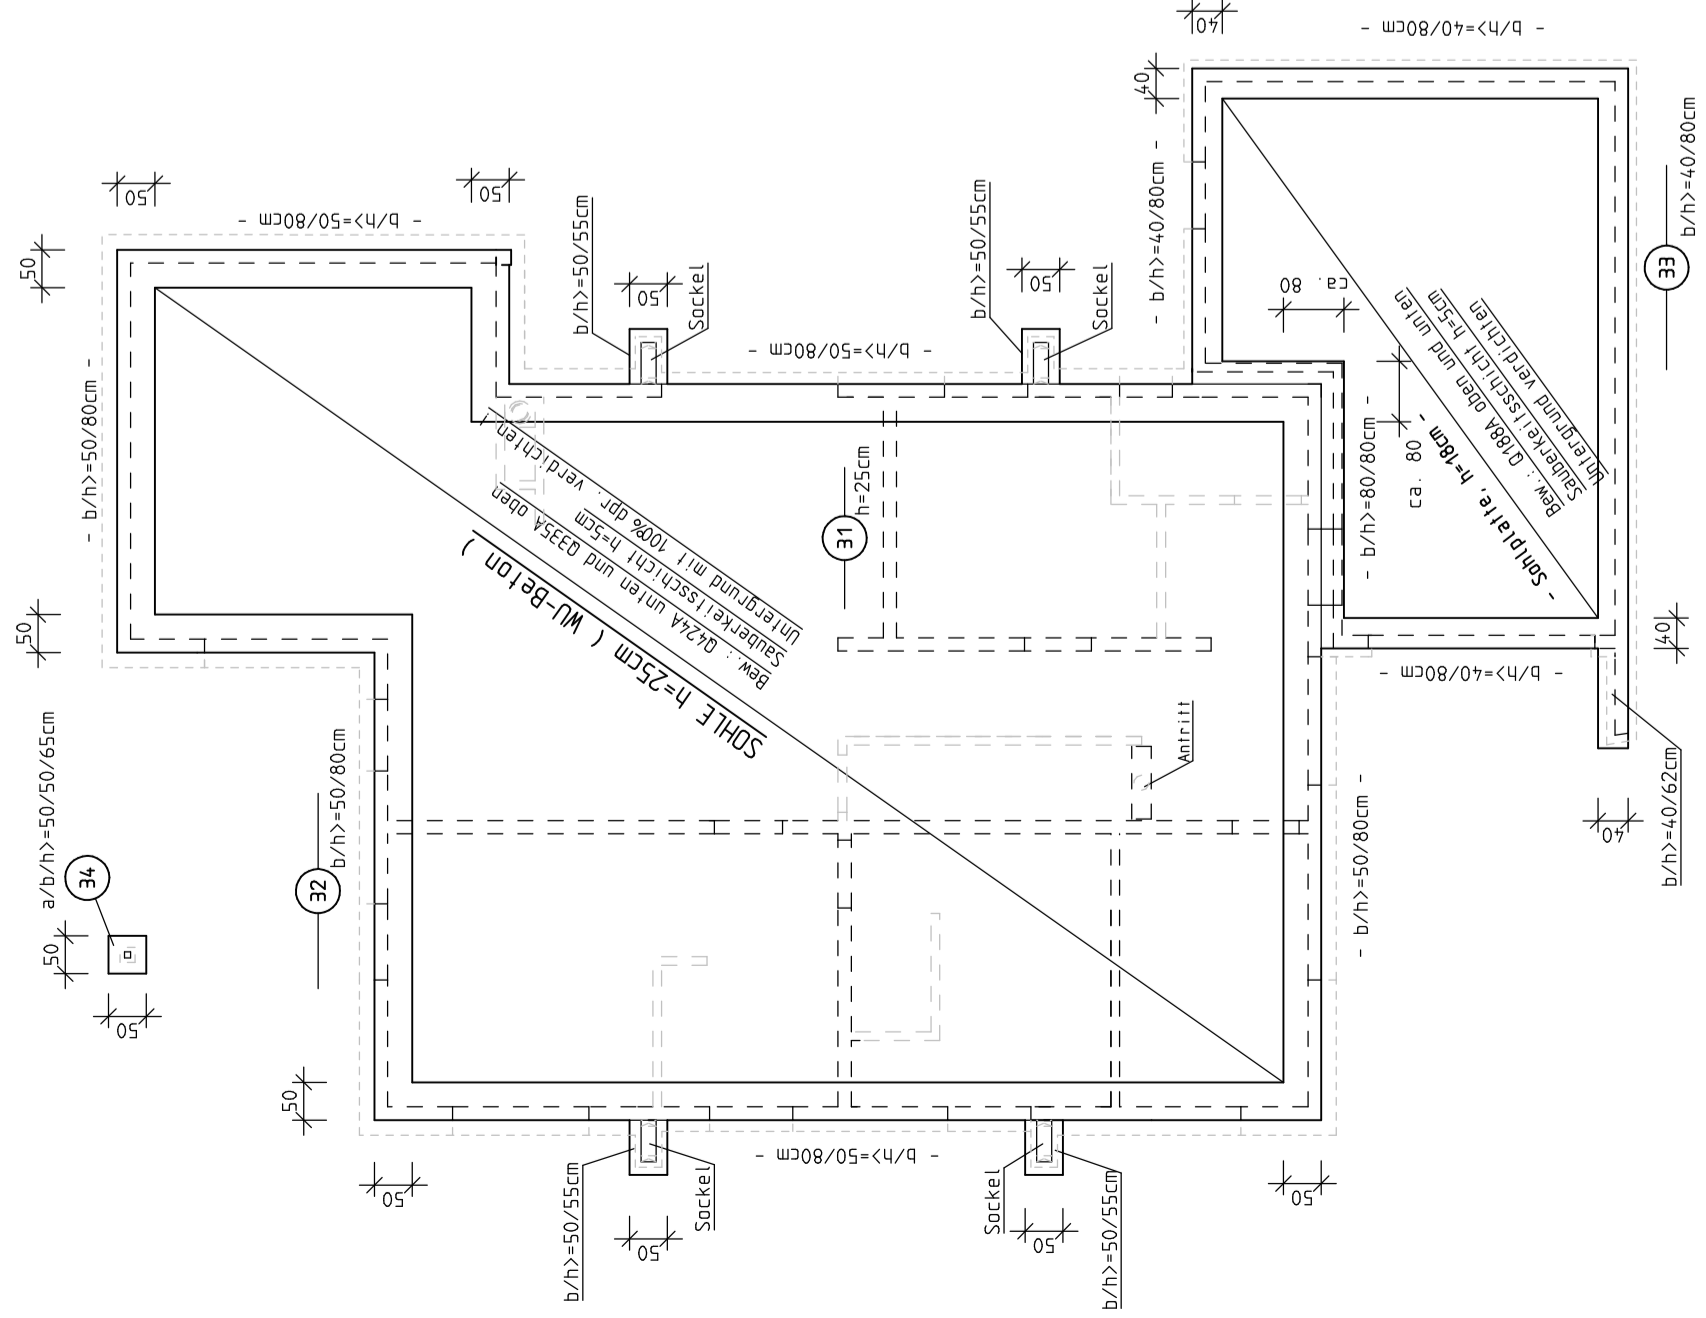 40
- b/h>=40/80cm -
40
b/h>=40/80cm
50
50
- b/h>=50/80cm -
50
b/h>=50/55cm
50
Sockel
b/h>=50/55cm
50
Sockel
- b/h>=40/80cm -
33
ca. 80
- b/h>=50/80cm -
- b/h>=50/80cm -
ca. 80
- b/h>=80/80cm -
- Sohlplatte, h=18cm -
Bew.: Q188A oben und unten
Sauberkeitsschicht h=5cm
Untergrund verdichten
31
h=25cm
SOHLE h=25cm ( WU-Beton )
Bew.: Q424A unten und Q335A oben
Sauberkeitsschicht h=5cm
Untergrund mit 100% dpr. verdichten !
50
40
- b/h>=40/80cm -
a/b/h>=50/50/65cm
34
50
50
32
b/h>=50/80cm
Antritt
- b/h>=50/80cm -
40
b/h>=40/62cm
50
50
b/h>=50/55cm
50
Sockel
- b/h>=50/80cm -
Sockel
50
b/h>=50/55cm
50